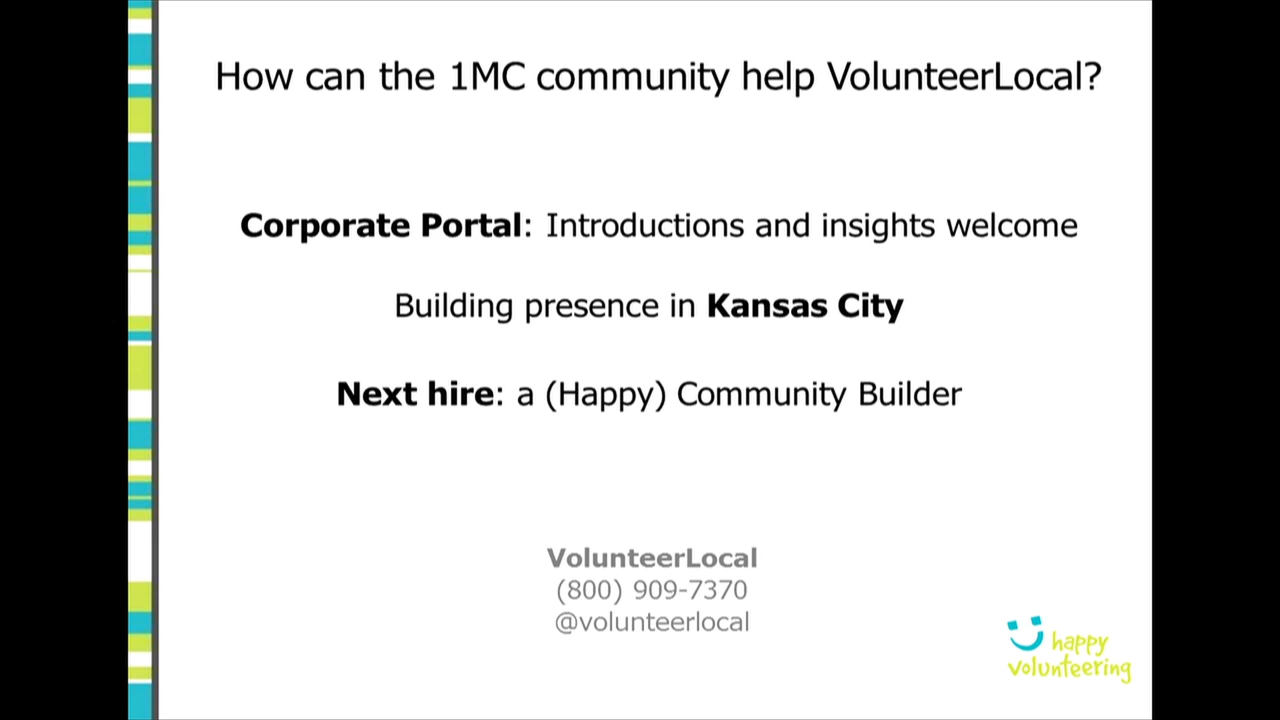 How can the 1MC community help VolunteerLocal?
Corporate Portal: Introductions and insights welcome
Building presence in Kansas City
Next hire: a (Happy) Community Builder
VolunteerLocal
(800) 909-7370
@volunteerlocal
happy
volunteering